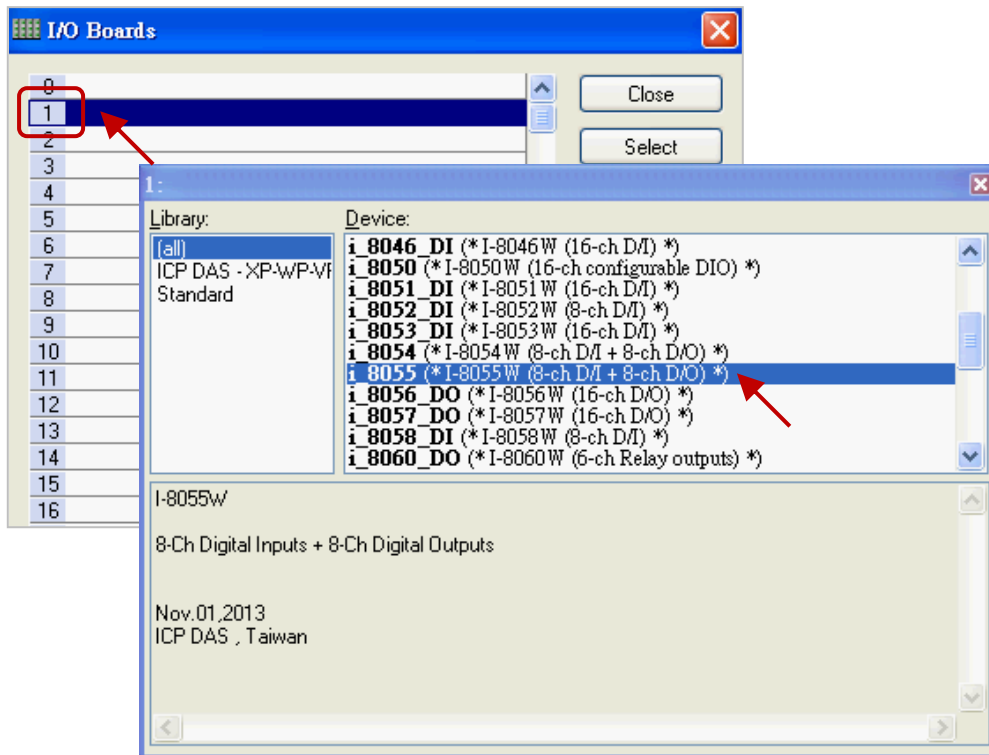 I/O Boards
0
1
2
3
4
5
6
7
8
9
10
11
12
13
14
15
16
Close
Select
1:
Library:
(all)
ICP DAS - XP-WP-VF
Standard
Device:
i_8046_DI (* I-8046W (16-ch D/I) *)
i_8050 (* I-8050W (16-ch configurable DIO) *)
i_8051_DI (* I-8051W (16-ch D/I) *)
i_8052_DI (* I-8052W (8-ch D/I) *)
i_8053_DI (* I-8053W (16-ch D/I) *)
i_8054 (* I-8054W (8-ch D/I + 8-ch D/O) *)
i_8055 (* I-8055W (8-ch D/I + 8-ch D/O) *)
i_8056_DO (* I-8056W (16-ch D/O) *)
i_8057_DO (* I-8057W (16-ch D/O) *)
i_8058_DI (* I-8058W (8-ch D/I) *)
i_8060_DO (* I-8060W (6-ch Relay outputs) *)
I-8055W
8-Ch Digital Inputs + 8-Ch Digital Outputs
Nov.01,2013
ICP DAS , Taiwan